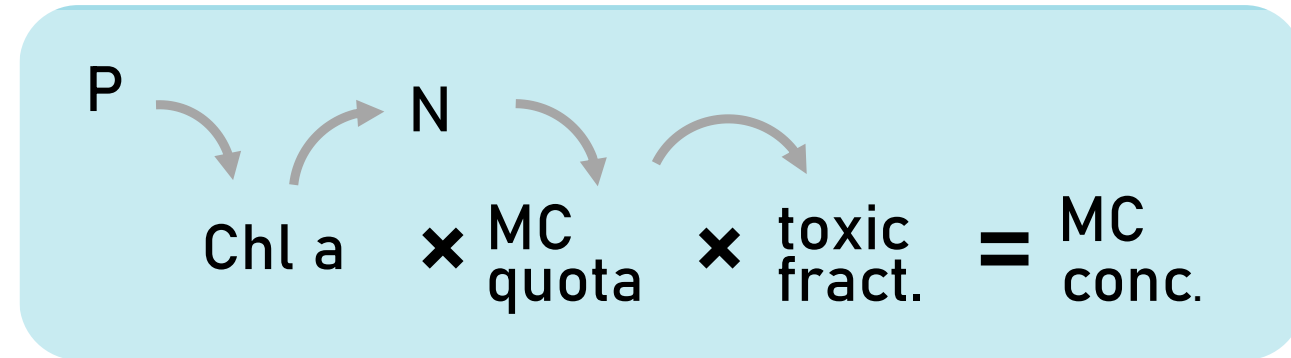 P
N
Chl a × MC quota × toxic fract. = MC conc.